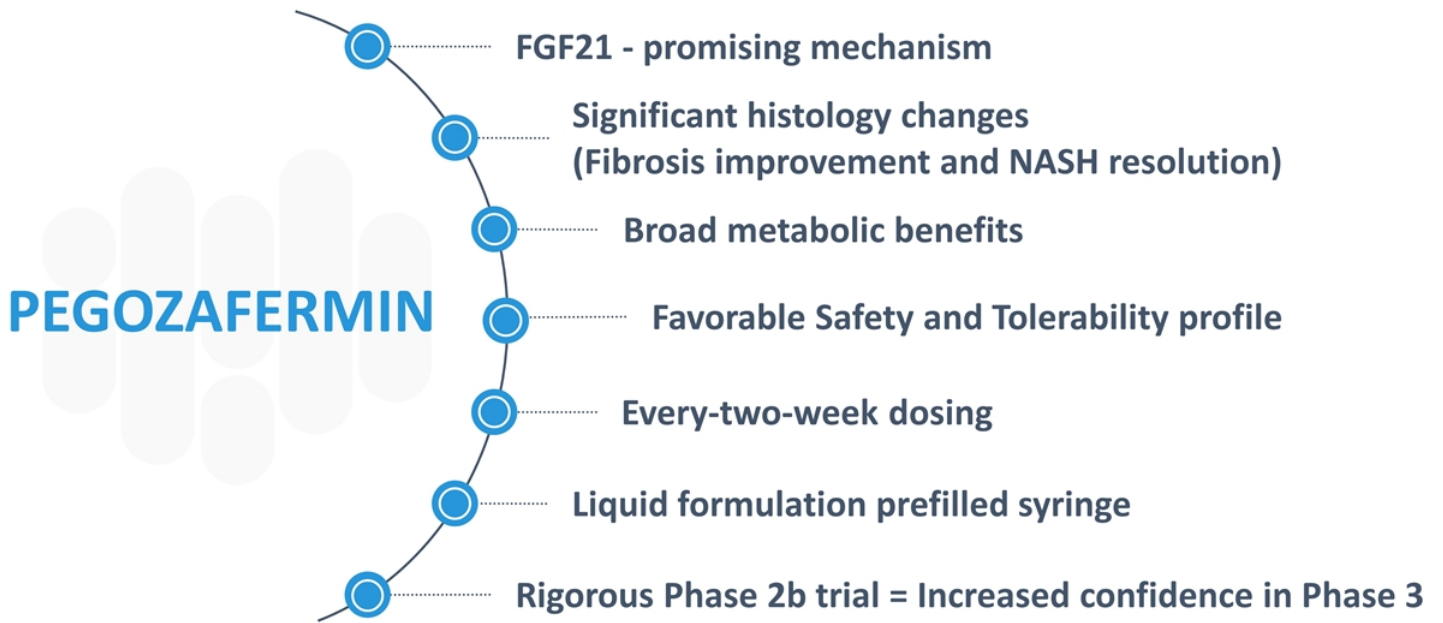 FGF21 - promising mechanism
Significant histology changes
(Fibrosis improvement and NASH resolution)
Broad metabolic benefits
PEGOZAFERMIN
Favorable Safety and Tolerability profile
Every-two-week dosing
Liquid formulation prefilled syringe
Rigorous Phase 2b trial = Increased confidence in Phase 3